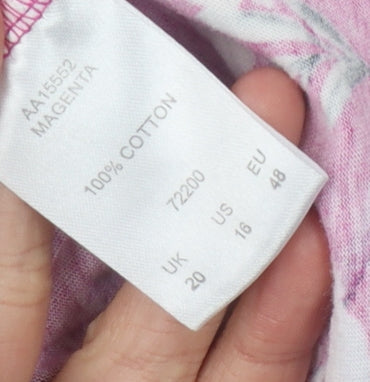 AA15552
MAGENTA
100% COTTON
72200
UK US EU
20 16 48